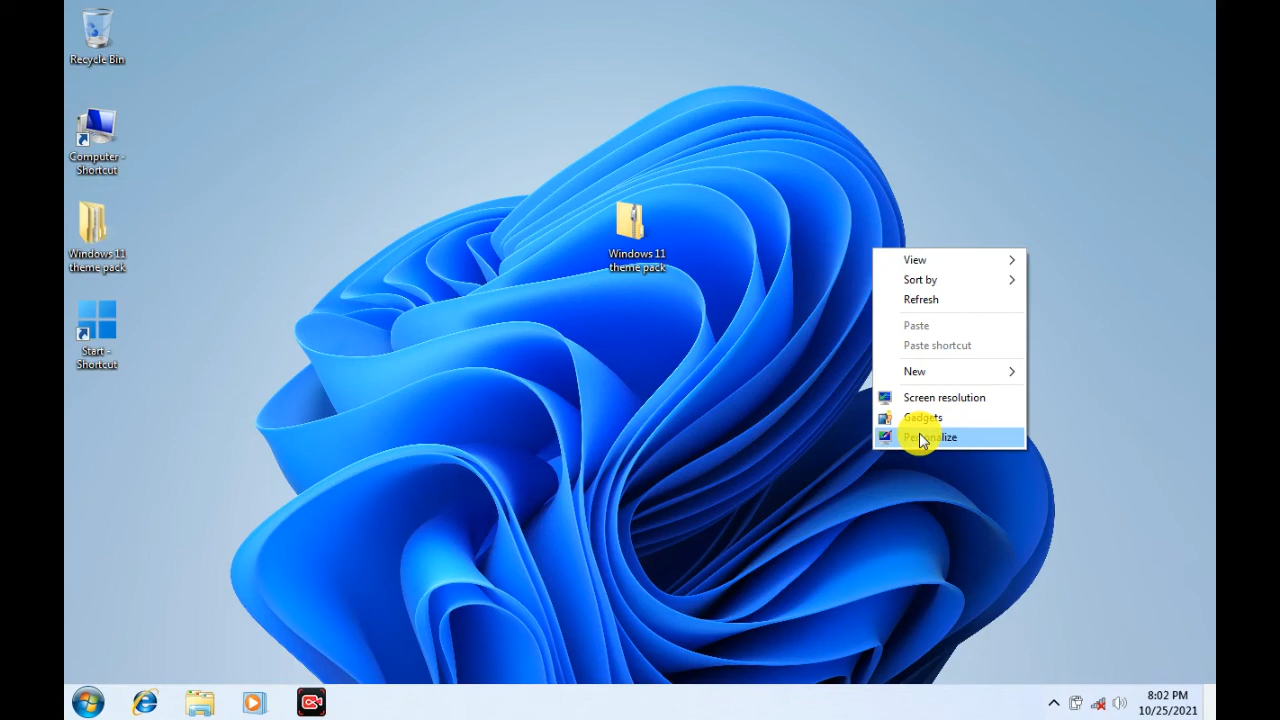 Recycle Bin
Computer -
Shortcut
Windows 11
theme pack
Start -
Shortcut
Windows 11
theme pack
View
Sort by
Refresh
Paste
Paste shortcut
New
Screen resolution
Gadgets
Personalize
8:02 PM
10/25/2021